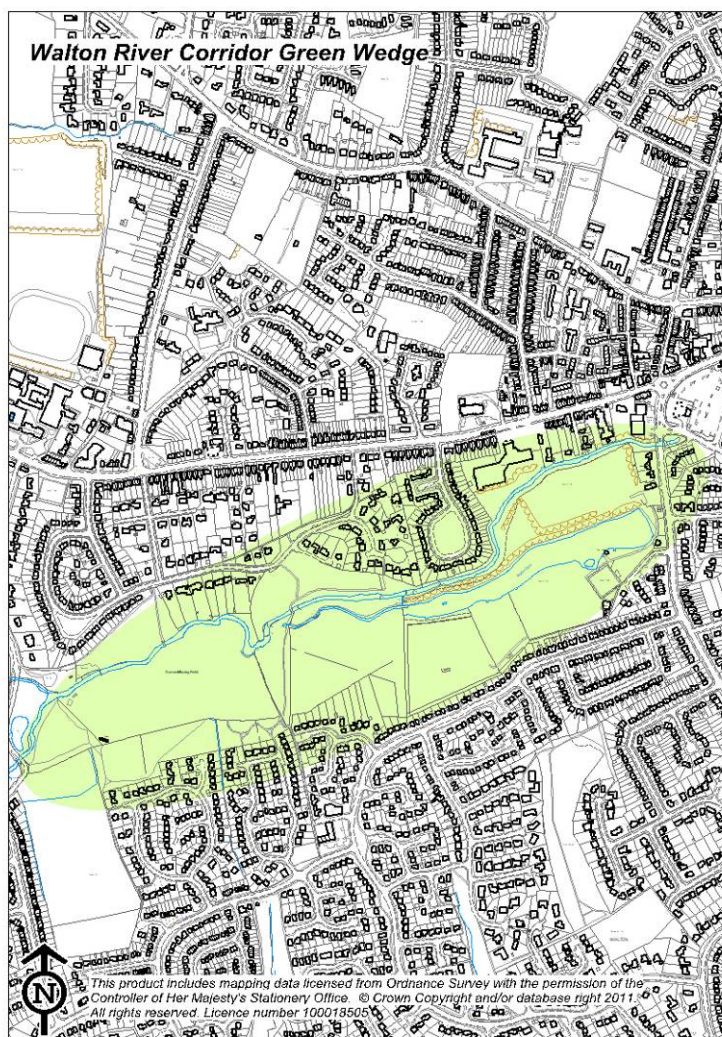 Walton River Corridor Green Wedge
WALTON
N
This product includes mapping data licensed from Ordnance Survey with the permission of the
Controller of Her Majesty's Stationery Office. © Crown Copyright and/or database right 2011.
All rights reserved. Licence number 100018505